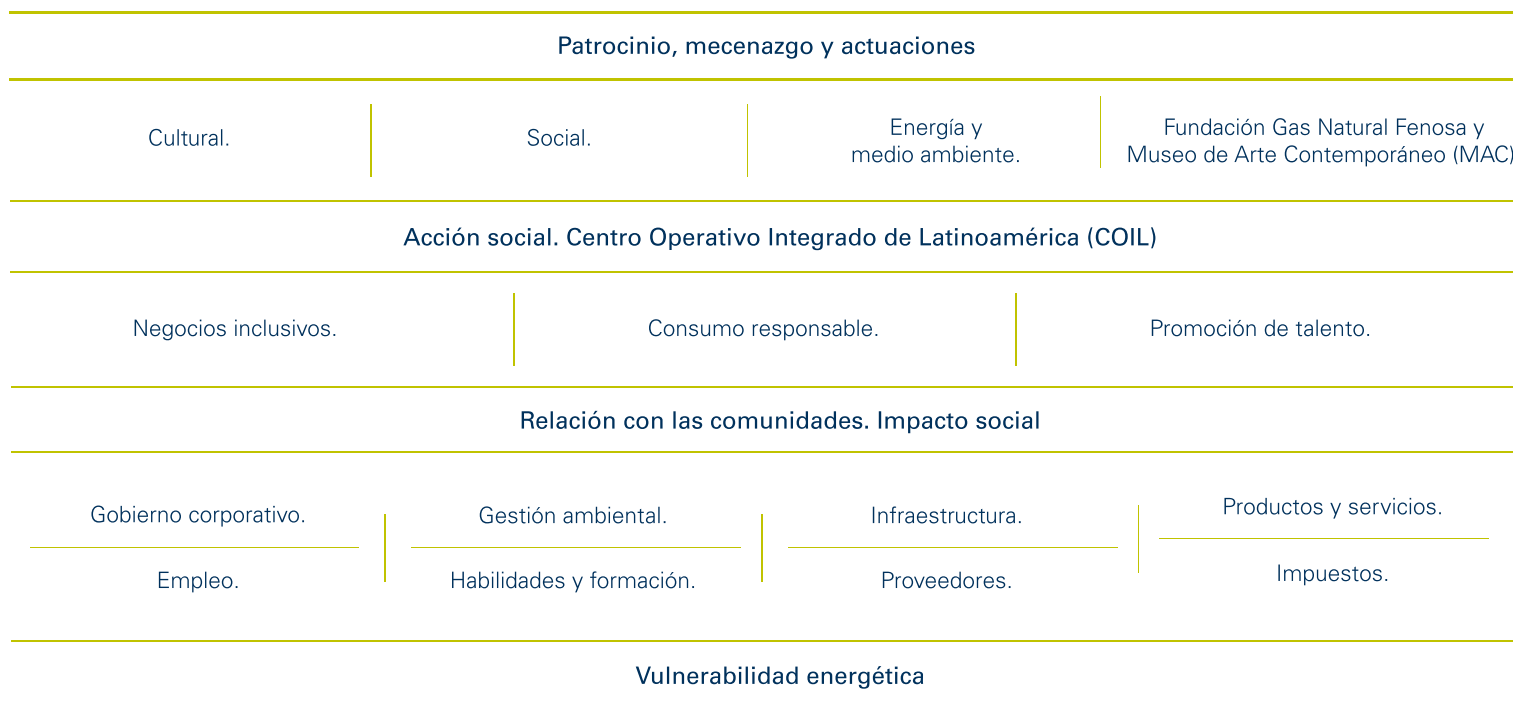 Patrocinio, mecenazgo y actuaciones
Cultural.
Social.
Energía y
medio ambiente.
Fundación Gas Natural Fenosa y
Museo de Arte Contemporáneo (MAC)
Acción social. Centro Operativo Integrado de Latinoamérica (COIL)
Negocios inclusivos.
Consumo responsable.
Promoción de talento.
Relación con las comunidades. Impacto social
Gobierno corporativo.
Gestión ambiental.
Infraestructura.
Productos y servicios.
Empleo.
Habilidades y formación.
Proveedores.
Impuestos.
Vulnerabilidad energética